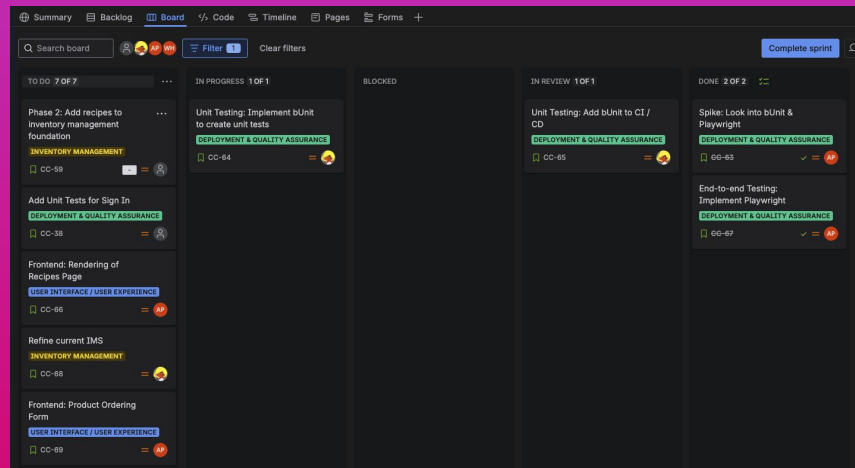 Summary Backlog Board Code Timeline Pages Forms
Search board AP WH Filter 1 Clear filters Complete sprint
TO DO 7 OF 7
Phase 2: Add recipes to
inventory management
foundation
INVENTORY MANAGEMENT
CC-59 -
Add Unit Tests for Sign In
DEPLOYMENT & QUALITY ASSURANCE
CC-38
Frontend: Rendering of
Recipes Page
USER INTERFACE / USER EXPERIENCE
CC-66 AP
Refine current IMS
INVENTORY MANAGEMENT
CC-68
Frontend: Product Ordering
Form
USER INTERFACE / USER EXPERIENCE
CC-69 AP
IN PROGRESS 1 OF 1
Unit Testing: Implement bUnit
to create unit tests
DEPLOYMENT & QUALITY ASSURANCE
CC-64
BLOCKED
IN REVIEW 1 OF 1
Unit Testing: Add bUnit to CI /
CD
DEPLOYMENT & QUALITY ASSURANCE
CC-65
DONE 2 OF 2
Spike: Look into bUnit &
Playwright
DEPLOYMENT & QUALITY ASSURANCE
CC-63 AP
End-to-end Testing:
Implement Playwright
DEPLOYMENT & QUALITY ASSURANCE
CC-67 AP